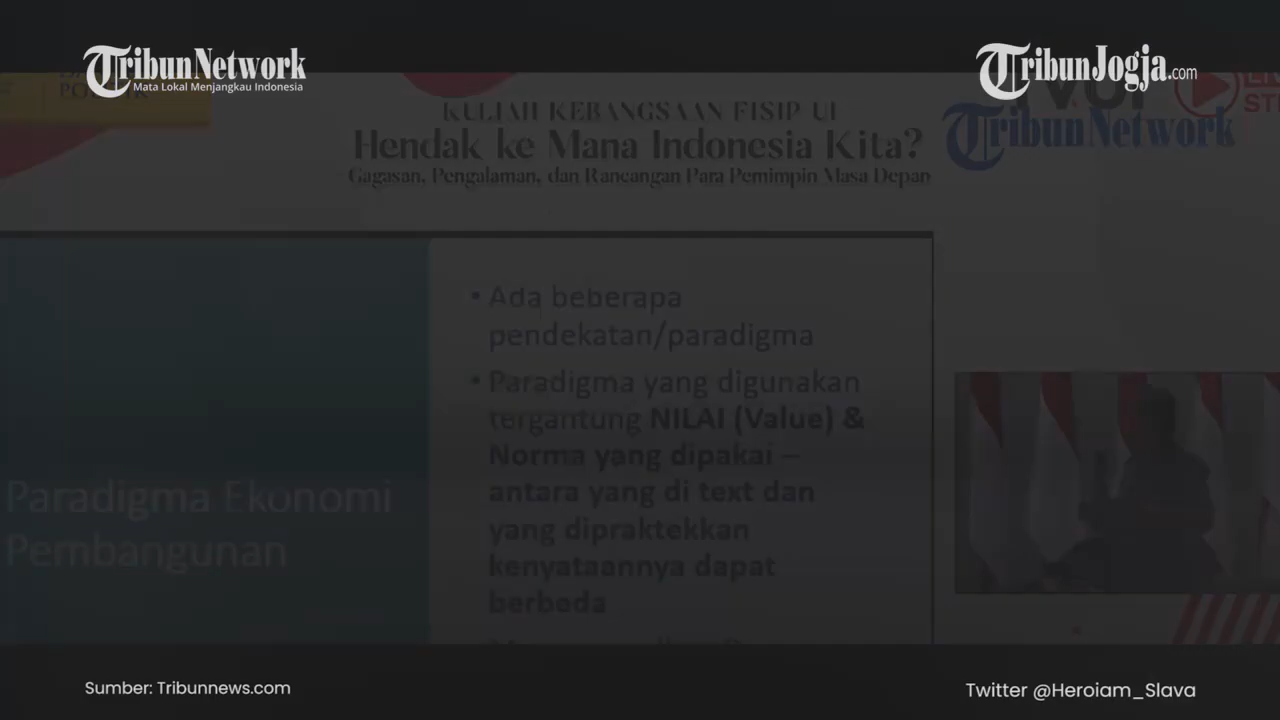 TribunNetwork
Mata Lokal Menjangkau Indonesia
TribunJogja.com
KULIAH KEBANGSAAN FISIP UI
Hendak ke Mana Indonesia Kita?
Gagasan, Pengalaman, dan Rancangan Para Pemimpin Masa Depan
TribunNetwork
• Ada beberapa
pendekatan/paradigma
• Paradigma yang digunakan
tergantung NILAI (Value) &
Norma yang dipakai –
antara yang di text dan
yang dipraktekkan
kenyataannya dapat
berbeda
Paradigma Ekonomi
Pembangunan
Sumber: Tribunnews.com
Twitter @Heroiam_Slava